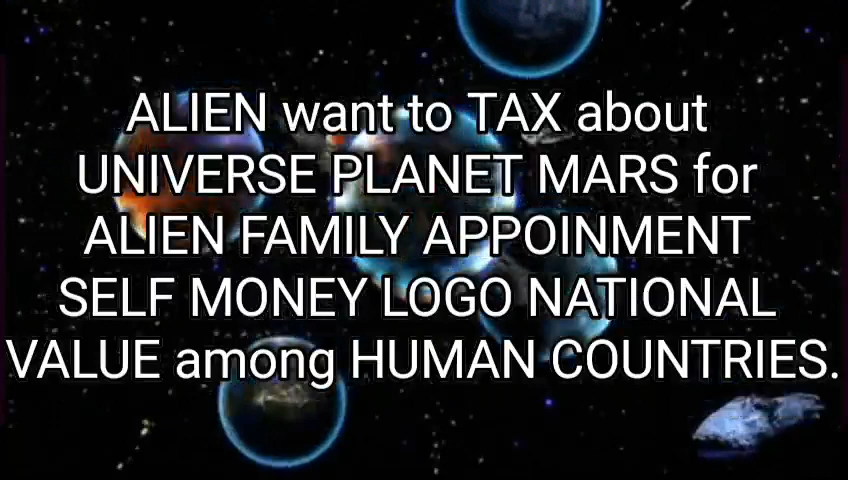 ALIEN want to TAX about
UNIVERSE PLANET MARS for
ALIEN FAMILY APPOINMENT
SELF MONEY LOGO NATIONAL
VALUE among HUMAN COUNTRIES.